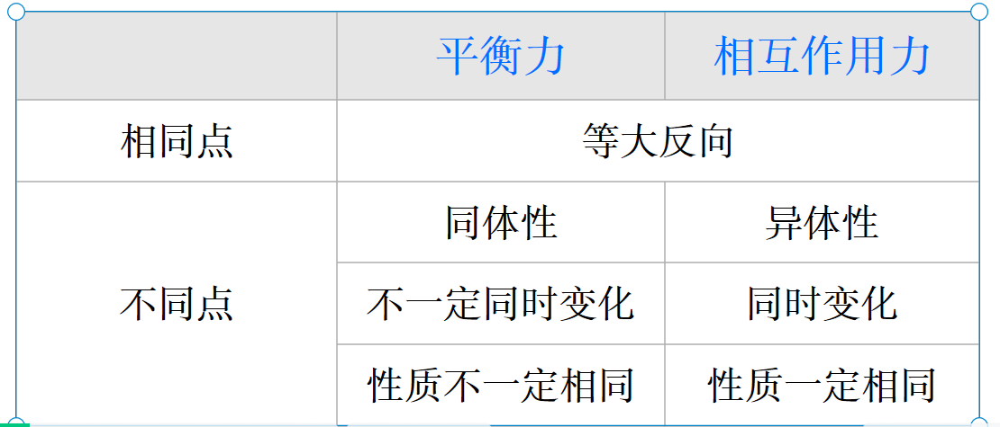 平衡力 相互作用力
相同点 等大反向
同体性 异体性
不同点 不一定同时变化 同时变化
性质不一定相同 性质一定相同